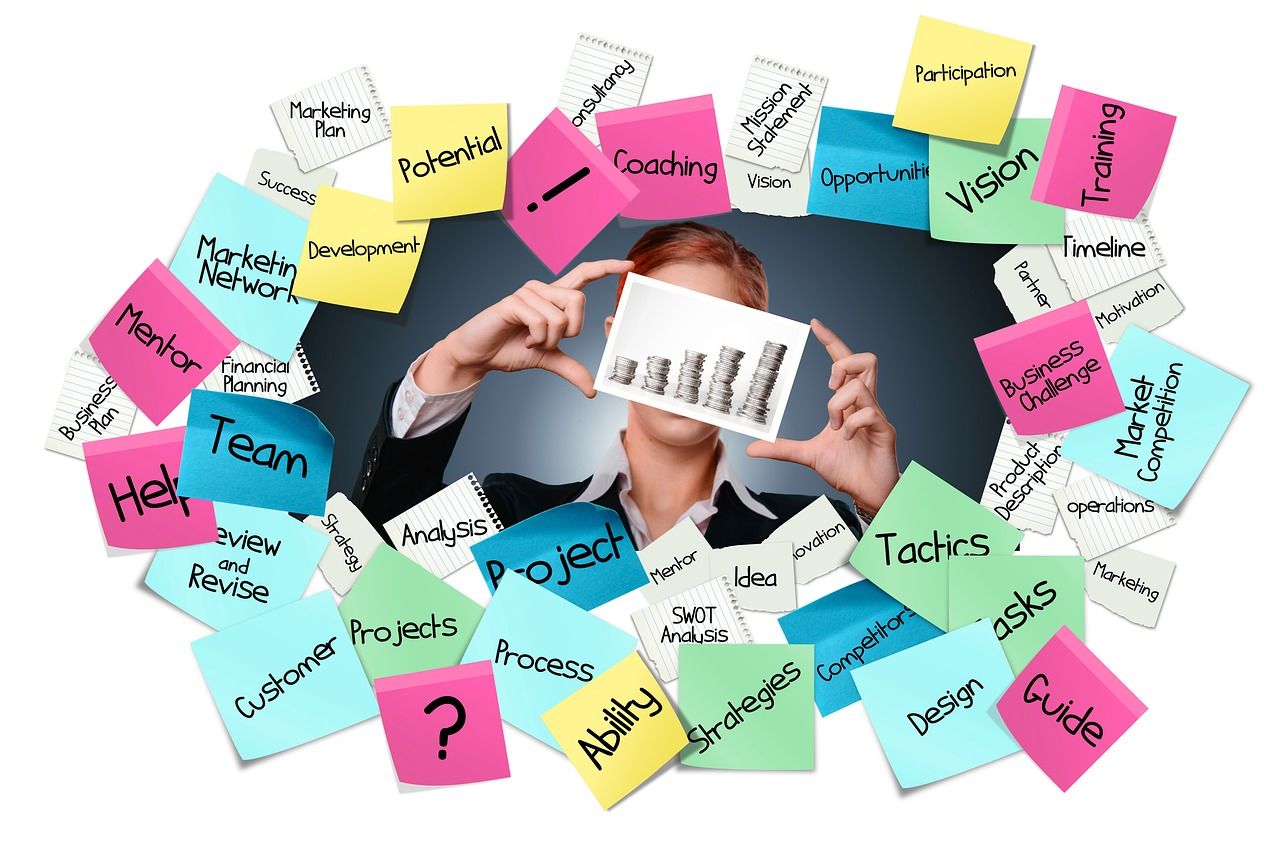 Participation
Marketing
Plan
onsultancy
Mission
Statement
Potential
!
Coaching
Vision
Opportunitie
Vision
Training
Success
Development
Marketin
Network
Timeline
Partner
Motivation
Mentor
Financial
Planning
Business
Plan
Business
Challenge
Market
Competition
Team
Help
Product
Description
operations
Strategy
Analysis
Project
eview
and
Revise
Mentor
Idea
ovation
Tactics
Marketing
Customer
Projects
Process
SWOT
Analysis
Competitors
asks
?
Ability
Strategies
Design
Guide